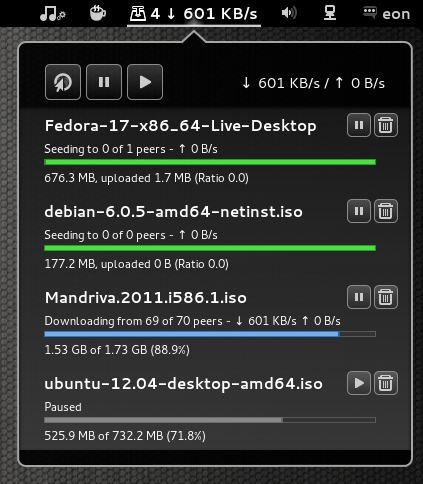 4 ↓ 601 KB/s eon
↓ 601 KB/s / ↑ 0 B/s
Fedora-17-x86_64-Live-Desktop
Seeding to 0 of 1 peers - ↑ 0 B/s
676.3 MB, uploaded 1.7 MB (Ratio 0.0)
debian-6.0.5-amd64-netinst.iso
Seeding to 0 of 0 peers - ↑ 0 B/s
177.2 MB, uploaded 0 B (Ratio 0.0)
Mandriva.2011.i586.1.iso
Downloading from 69 of 70 peers - ↓ 601 KB/s ↑ 0 B/s
1.53 GB of 1.73 GB (88.9%)
ubuntu-12.04-desktop-amd64.iso
Paused
525.9 MB of 732.2 MB (71.8%)